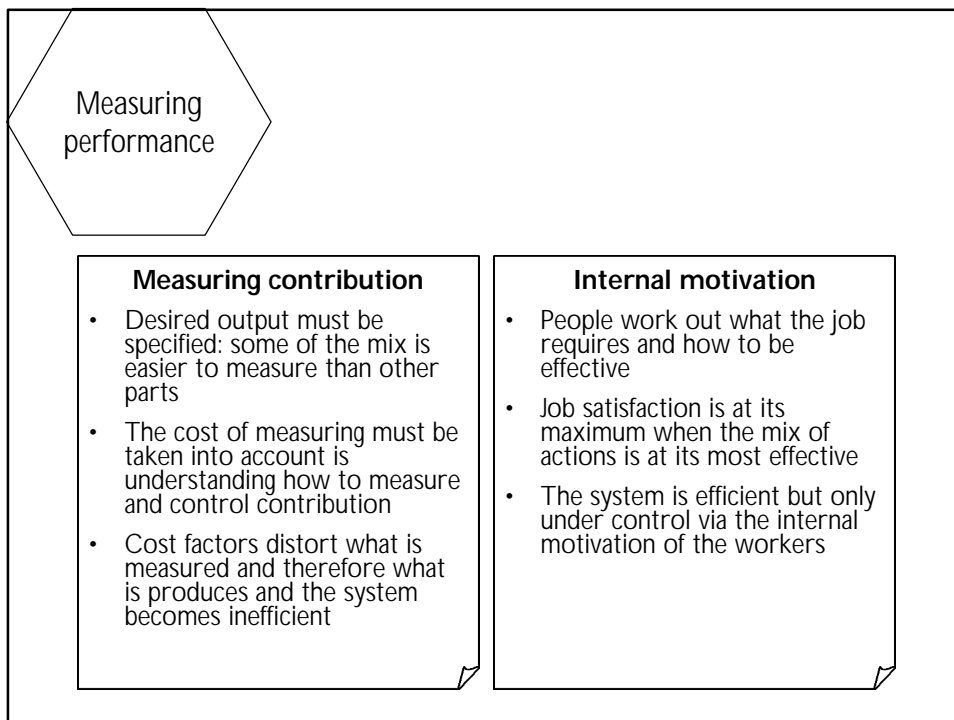 Measuring
performance
Measuring contribution
• Desired output must be
specified: some of the mix is
easier to measure than other
parts
• The cost of measuring must be
taken into account is
understanding how to measure
and control contribution
• Cost factors distort what is
measured and therefore what
is produces and the system
becomes inefficient
Internal motivation
• People work out what the job
requires and how to be
effective
• Job satisfaction is at its
maximum when the mix of
actions is at its most effective
• The system is efficient but only
under control via the internal
motivation of the workers